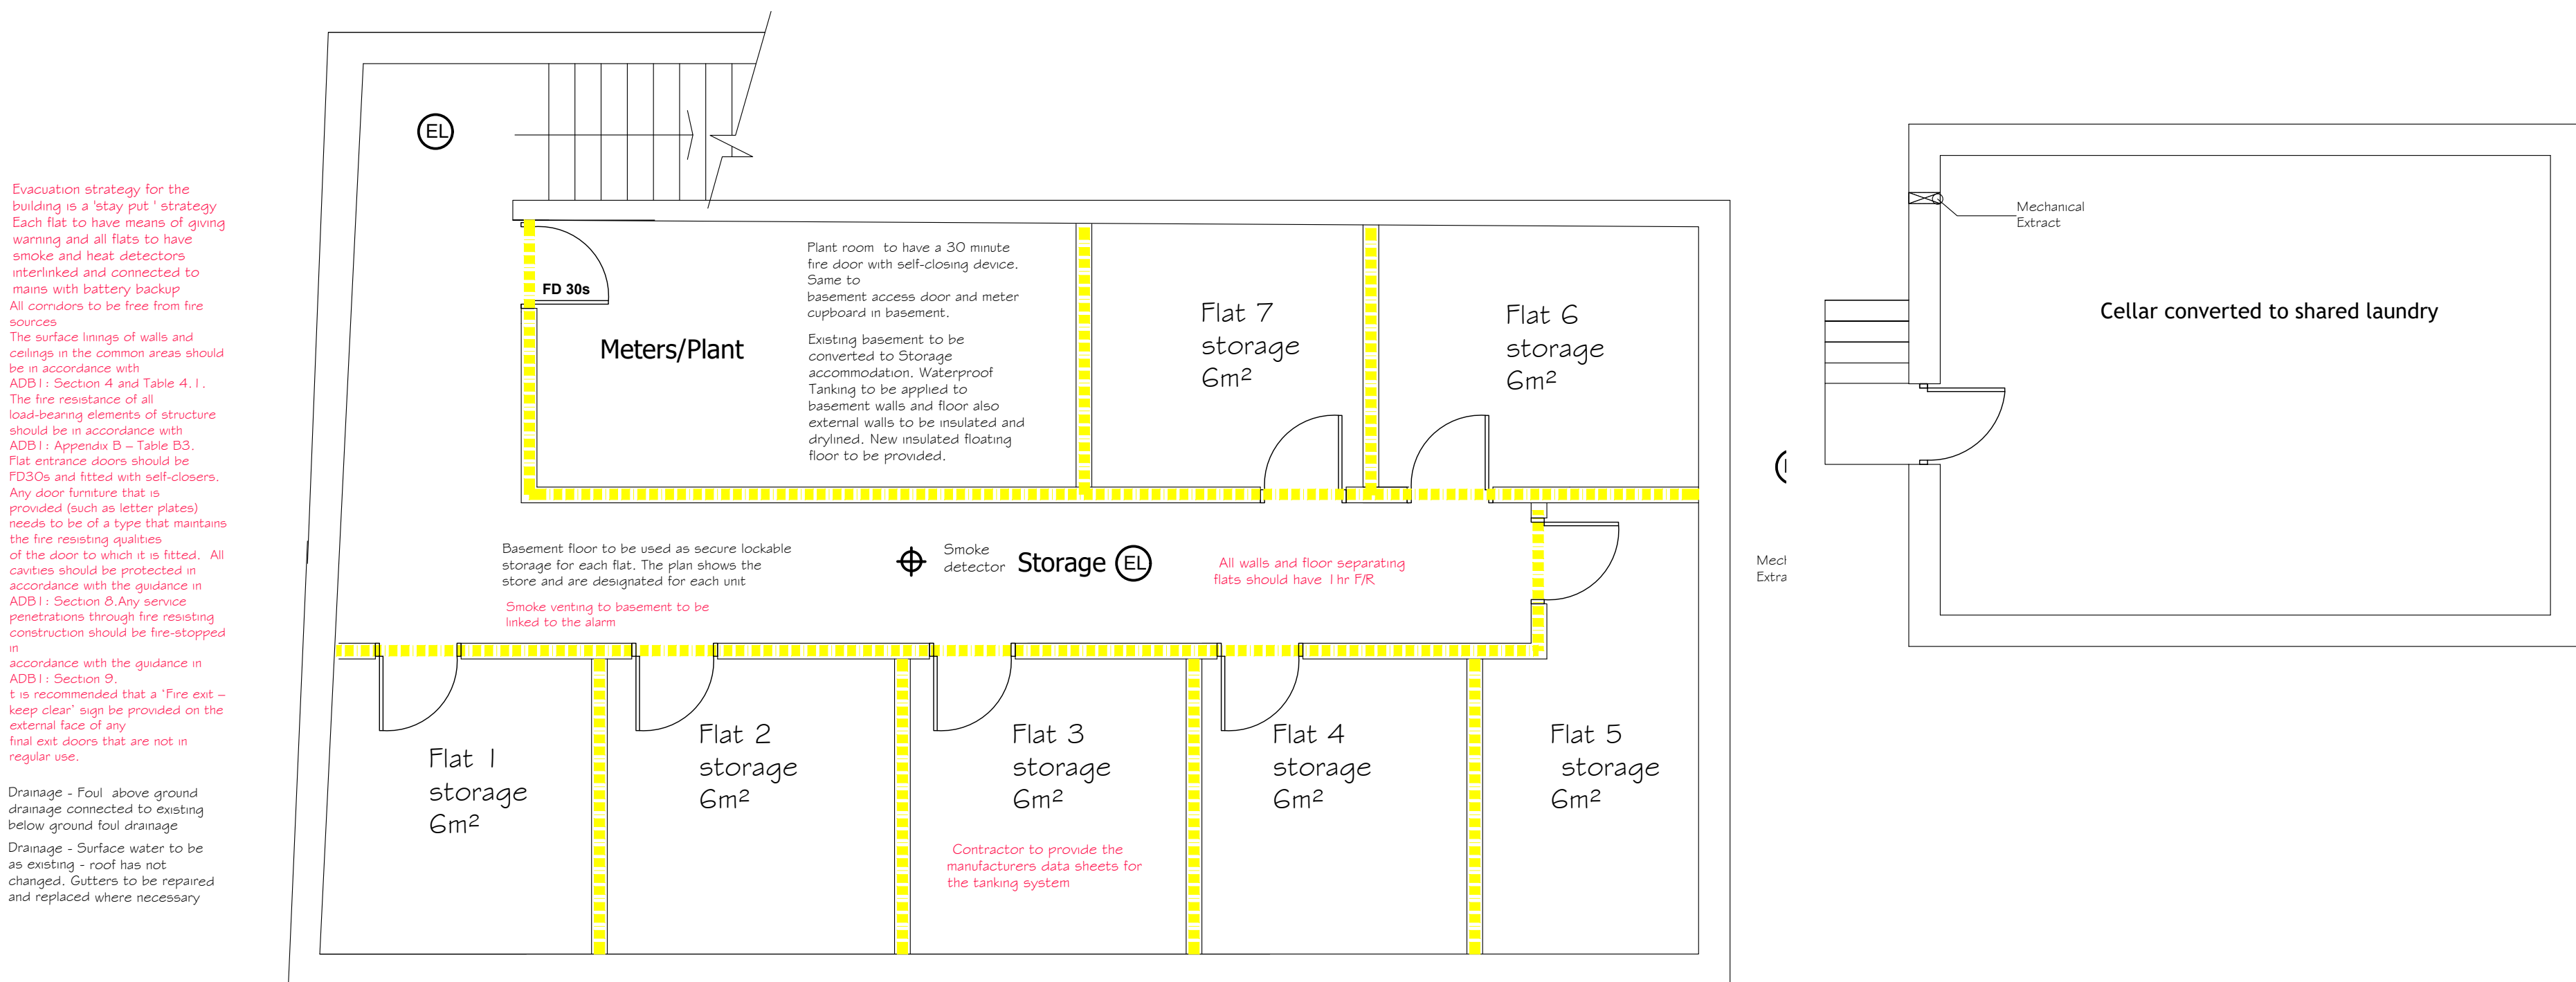 Evacuation strategy for the
building is a 'stay put ' strategy
Each flat to have means of giving
warning and all flats to have
smoke and heat detectors
interlinked and connected to
mains with battery backup
All corridors to be free from fire
sources
The surface linings of walls and
ceilings in the common areas should
be in accordance with
ADB1: Section 4 and Table 4.1.
The fire resistance of all
load-bearing elements of structure
should be in accordance with
ADB1: Appendix B – Table B3.
Flat entrance doors should be
FD30s and fitted with self-closers.
Any door furniture that is
provided (such as letter plates)
needs to be of a type that maintains
the fire resisting qualities
of the door to which it is fitted. All
cavities should be protected in
accordance with the guidance in
ADB1: Section 8.Any service
penetrations through fire resisting
construction should be fire-stopped
in
accordance with the guidance in
ADB1: Section 9.
t is recommended that a 'Fire exit –
keep clear' sign be provided on the
external face of any
final exit doors that are not in
regular use.
Drainage - Foul above ground
drainage connected to existing
below ground foul drainage
Drainage - Surface water to be
as existing - roof has not
changed. Gutters to be repaired
and replaced where necessary
EL
FD 30s
Meters/Plant
Plant room to have a 30 minute
fire door with self-closing device.
Same to
basement access door and meter
cupboard in basement.
Existing basement to be
converted to Storage
accommodation. Waterproof
Tanking to be applied to
basement walls and floor also
external walls to be insulated and
drylined. New insulated floating
floor to be provided.
Flat 7
storage
6m²
Flat 6
storage
6m²
Basement floor to be used as secure lockable
storage for each flat. The plan shows the
store and are designated for each unit
Smoke venting to basement to be
linked to the alarm
Smoke
detector
Storage
EL
All walls and floor separating
flats should have 1hr F/R
Flat 1
storage
6m²
Flat 2
storage
6m²
Flat 3
storage
6m²
Contractor to provide the
manufacturers data sheets for
the tanking system
Flat 4
storage
6m²
Flat 5
storage
6m²
Mechanical
Extract
Cellar converted to shared laundry